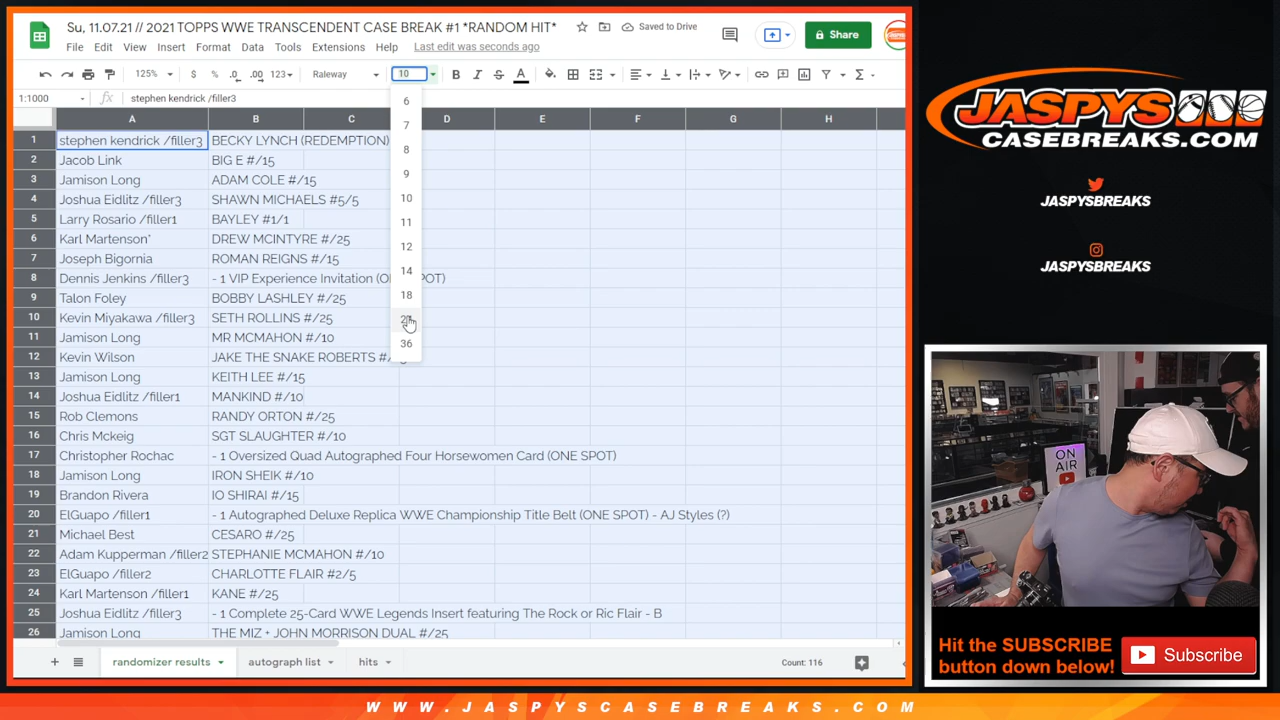 Su, 11.07.21 // 2021 TOPPS WWE TRANSCENDENT CASE BREAK #1 *RANDOM HIT*
Saved to Drive
Share
File Edit View Insert Format Data Tools Extensions Help Last edit was seconds ago
125% $ % .0 .00 123 Raleway 10 B I S A
1:1000 fx stephen kendrick /filler3
A B C D E F G H
1 stephen kendrick /filler3 BECKY LYNCH (REDEMPTION)
2 Jacob Link BIG E #/15
3 Jamison Long ADAM COLE #/15
4 Joshua Eidlitz /filler3 SHAWN MICHAELS #5/5
5 Larry Rosario /filler1 BAYLEY #1/1
6 Karl Martenson* DREW MCINTYRE #/25
7 Joseph Bigornia ROMAN REIGNS #/15
8 Dennis Jenkins /filler3 - 1 VIP Experience Invitation SPOT)
9 Talon Foley BOBBY LASHLEY #/25
10 Kevin Miyakawa /filler3 SETH ROLLINS #/25
11 Jamison Long MR MCMAHON #/10
12 Kevin Wilson JAKE THE SNAKE ROBERTS
13 Jamison Long KEITH LEE #/15
14 Joshua Eidlitz /filler1 MANKIND #/10
15 Rob Clemons RANDY ORTON #/25
16 Chris Mckeig SGT SLAUGHTER #/10
17 Christopher Rochac - 1 Oversized Quad Autographed Four Horsewomen Card (ONE SPOT)
18 Jamison Long IRON SHEIK #/10
19 Brandon Rivera IO SHIRAI #/15
20 ElGuapo /filler1 - 1 Autographed Deluxe Replica WWE Championship Title Belt (ONE SPOT) - AJ Styles (?)
21 Michael Best CESARO #/25
22 Adam Kupperman /filler2 STEPHANIE MCMAHON #/10
23 ElGuapo /filler2 CHARLOTTE FLAIR #2/5
24 Karl Martenson /filler1 KANE #/25
25 Joshua Eidlitz /filler3 - 1 Complete 25-Card WWE Legends Insert featuring The Rock or Ric Flair - B
26 Jamison Long THE MIZ + JOHN MORRISON DUAL #/25
6
7
8
9
10
11
12
14
18
36
randomizer results autograph list hits Count: 116
JASPYS
CASEBREAKS.COM
JASPYSBREAKS
JASPYSBREAKS
ON
AIR
Hit the SUBSCRIBE
button down below!
Subscribe
WWW.JASPYSCASEBREAKS.COM